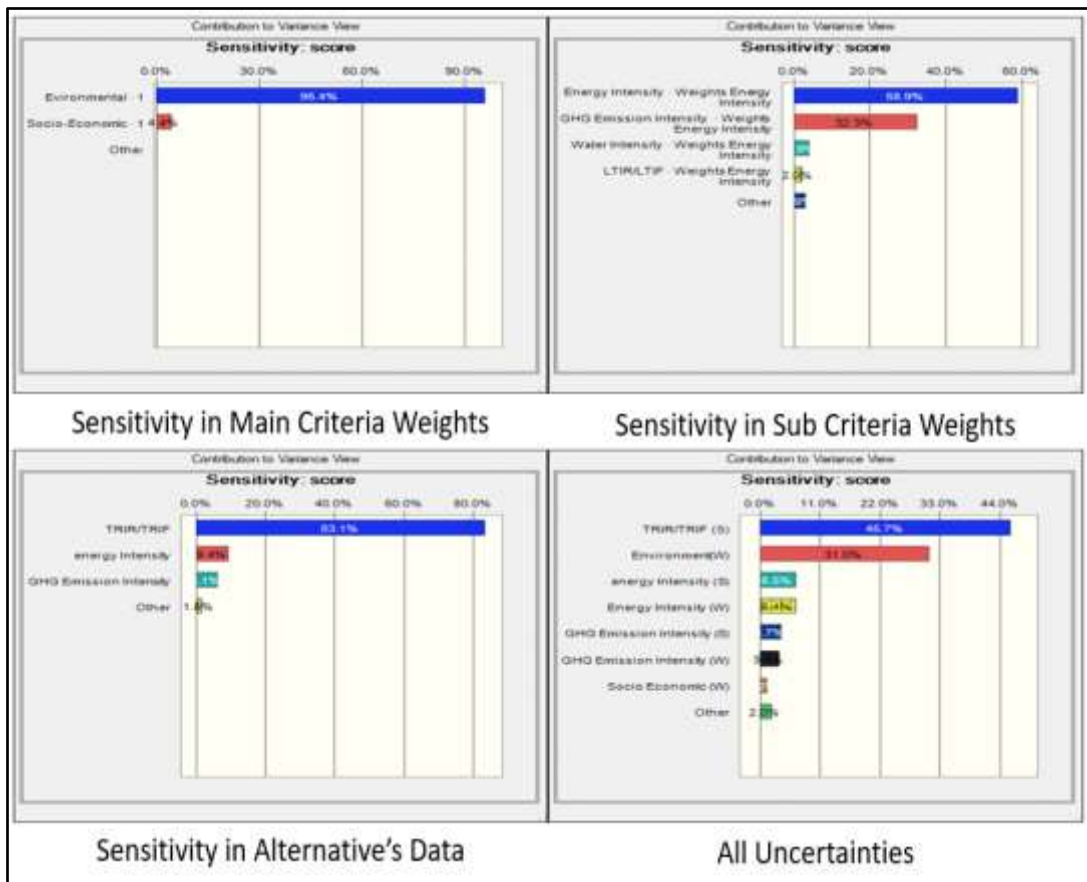 Contribution to Variance View
Sensitivity: score
0.0% 30.0% 60.0% 90.0%
Evironmental - 1
95.4%
Socio-Economic - 1
Other
Sensitivity in Main Criteria Weights
Contribution to Variance View
Sensitivity: score
0.0% 20.0% 40.0% 60.0%
Energy Intensity - Weights Energy
Intensity
58.9%
GHG Emission Intensity - Weights
Energy Intensity
32.3%
Water Intensity - Weights Energy
Intensity
LTIR/LTIF - Weights Energy
Intensity
Other
Sensitivity in Sub Criteria Weights
Contribution to Variance View
Sensitivity: score
0.0% 20.0% 40.0% 60.0% 80.0%
TRIR/TRIF
83.1%
energy Intensity
GHG Emission Intensity
Other
Sensitivity in Alternative's Data
Contribution to Variance View
Sensitivity: score
0.0% 11.0% 22.0% 33.0% 44.0%
TRIR/TRIF (S)
Environment(W)
energy Intensity (S)
Energy Intensity (W)
GHG Emission Intensity (S)
GHG Emission Intensity (W)
Socio Economic (W)
Other
All Uncertainties